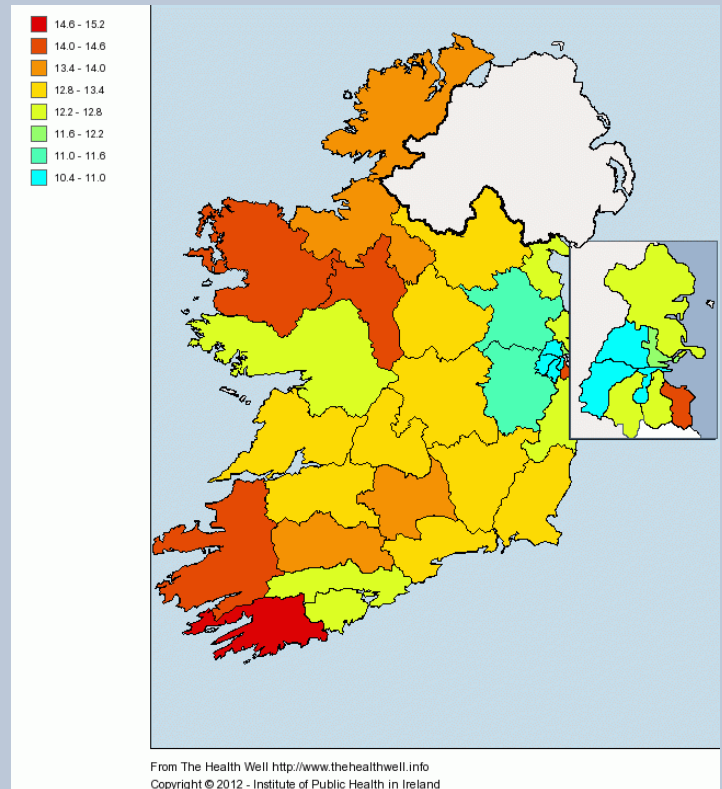 14.6 - 15.2
14.0 - 14.6
13.4 - 14.0
12.8 - 13.4
12.2 - 12.8
11.6 - 12.2
11.0 - 11.6
10.4 - 11.0
From The Health Well http://www.thehealthwell.info
Copyright © 2012 - Institute of Public Health in Ireland